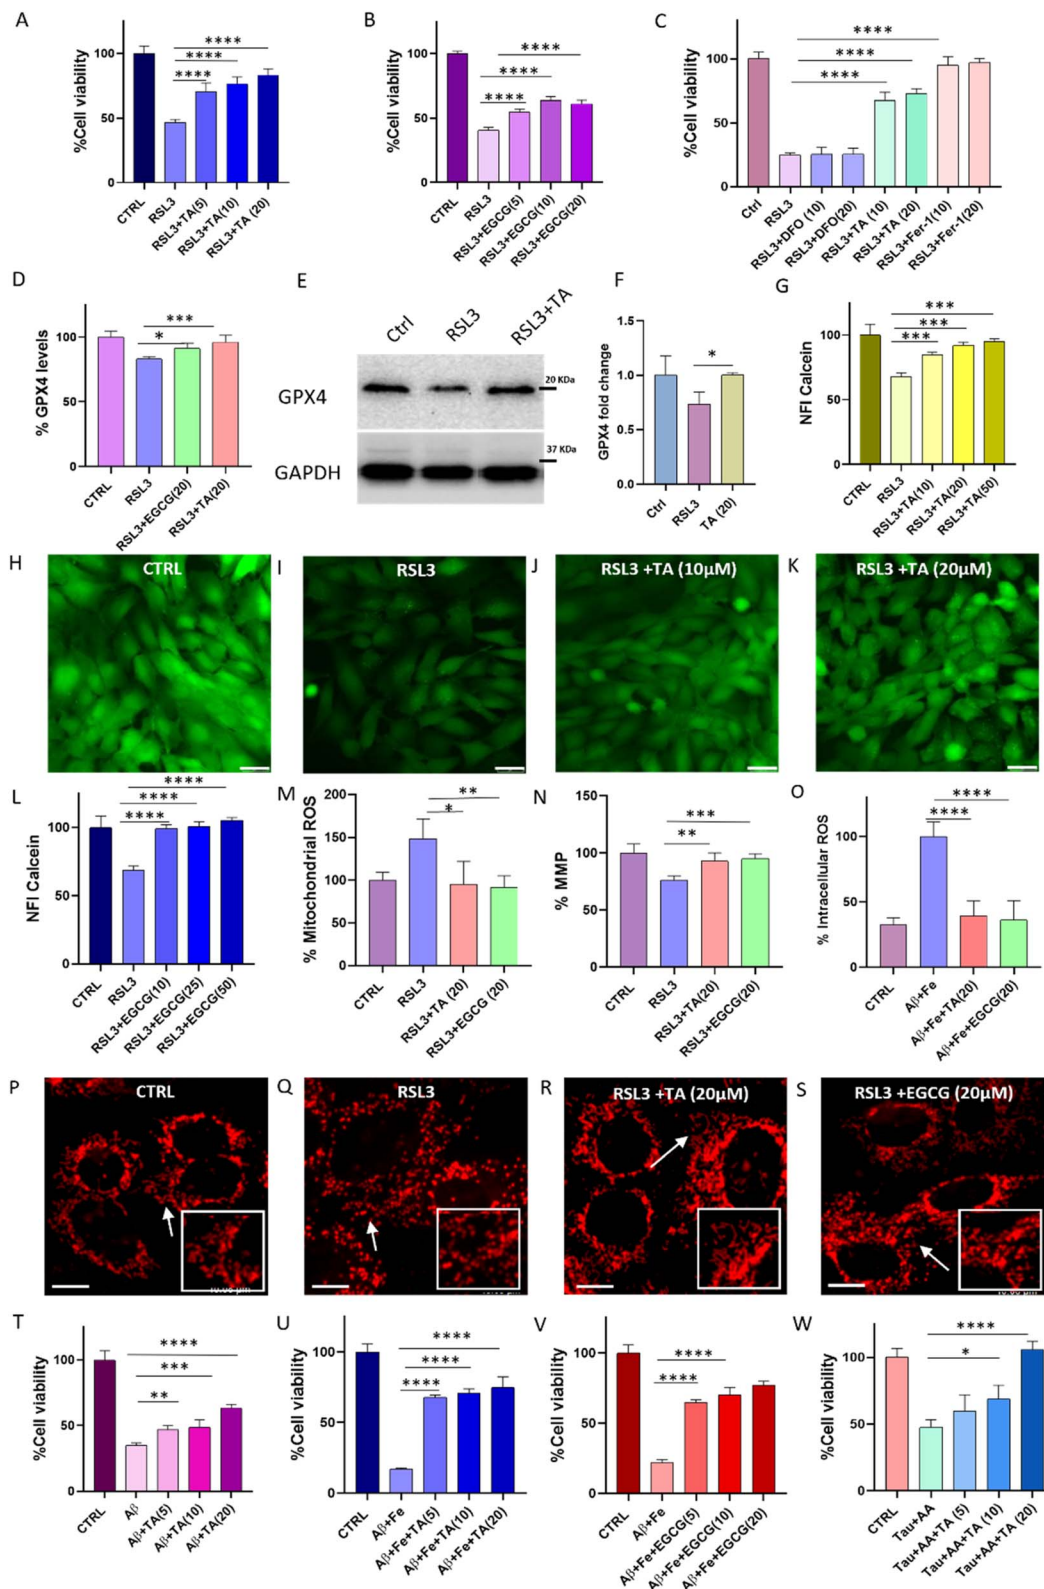 A
%Cell viability
100
50
0
****
****
****
CTRL
RSL3
RSL3+TA(5)
RSL3+TA(10)
RSL3+TA (20)
B
%Cell viability
100
50
0
****
****
****
CTRL
RSL3
RSL3+EGCG(5)
RSL3+EGCG(10)
RSL3+EGCG(20)
C
%Cell viability
100
50
0
****
****
****
Ctrl
RSL3
RSL3+DFO (10)
RSL3+DFO(20)
RSL3+TA (10)
RSL3+TA (20)
RSL3+Fer-1(10)
RSL3+Fer-1(20)
D
% GPX4 levels
100
50
0
***
*
CTRL
RSL3
RSL3+EGCG(20)
RSL3+TA(20)
E
Ctrl
RSL3
RSL3+TA
GPX4
20 KDa
37 KDa
GAPDH
F
GPX4 fold change
1.5
1.0
0.5
0.0
*
Ctrl
RSL3
TA (20)
G
NFI Calcein
100
50
0
***
***
***
CTRL
RSL3
RSL3+TA(10)
RSL3+TA(20)
RSL3+TA(50)
H
CTRL
I
RSL3
J
RSL3 +TA (10μM)
K
RSL3 +TA (20μM)
L
NFI Calcein
100
50
0
****
****
****
CTRL
RSL3
RSL3+EGCG(10)
RSL3+EGCG(25)
RSL3+EGCG(50)
M
% Mitochondrial ROS
200
150
100
50
0
**
*
CTRL
RSL3
RSL3+TA (20)
RSL3+EGCG (20)
N
% MMP
150
100
50
0
***
**
CTRL
RSL3
RSL3+TA(20)
RSL3+EGCG(20)
O
% Intracellular ROS
100
50
0
****
****
CTRL
Aβ+Fe
Aβ+Fe+TA(20)
Aβ+Fe+EGCG(20)
P
CTRL
Q
RSL3
R
RSL3 +TA (20μM)
S
RSL3 +EGCG (20μM)
T
%Cell viability
100
50
0
****
***
**
CTRL
Aβ
Aβ+TA(5)
Aβ+TA(10)
Aβ+TA(20)
U
%Cell viability
100
50
0
****
****
****
CTRL
Aβ+Fe
Aβ+Fe+TA(5)
Aβ+Fe+TA(10)
Aβ+Fe+TA(20)
V
%Cell viability
100
50
0
****
****
CTRL
Aβ+Fe
Aβ+Fe+EGCG(5)
Aβ+Fe+EGCG(10)
Aβ+Fe+EGCG(20)
W
%Cell viability
100
50
0
****
*
CTRL
Tau+AA
Tau+AA+TA (5)
Tau+AA+TA (10)
Tau+AA+TA (20)